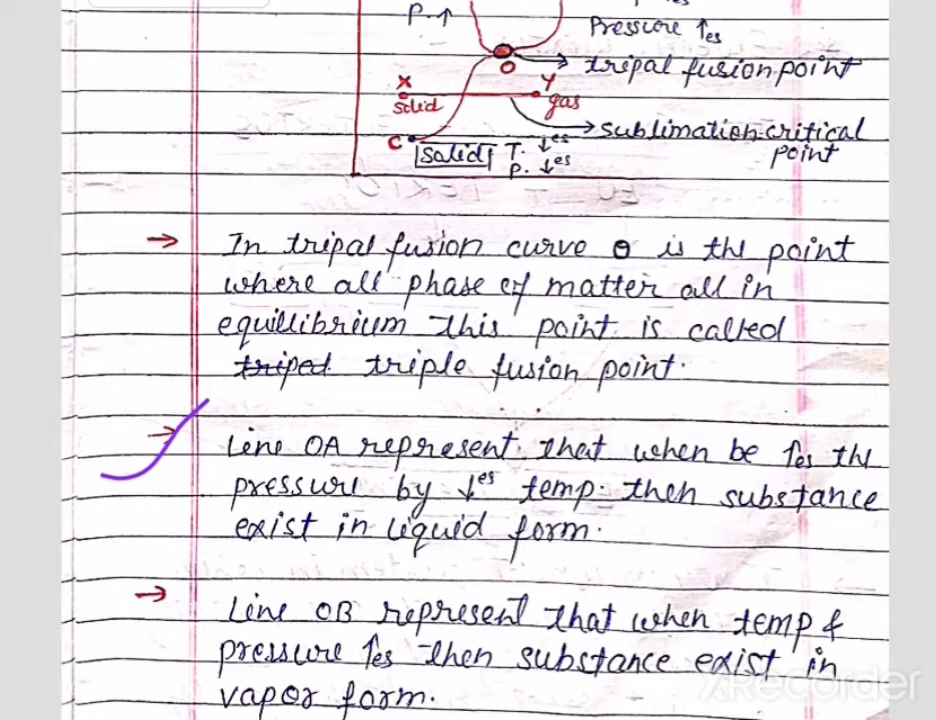 P. ↑
Pressure ↑es
O → tripal fusion point
X Y
solid gas
→ sublimation critical
point
C Solid T. ↓es
P. ↓es
→ In tripal fusion curve O is the point
where all phase of matter all in
equillibrium this point is called
triped triple fusion point.
→ Line OA represent that when be ↑es the
pressure by ↓es temp. then substance
exist in liquid form.
→ Line OB represent that when temp &
pressure ↑es then substance exist in
vapor form.
XRecorder